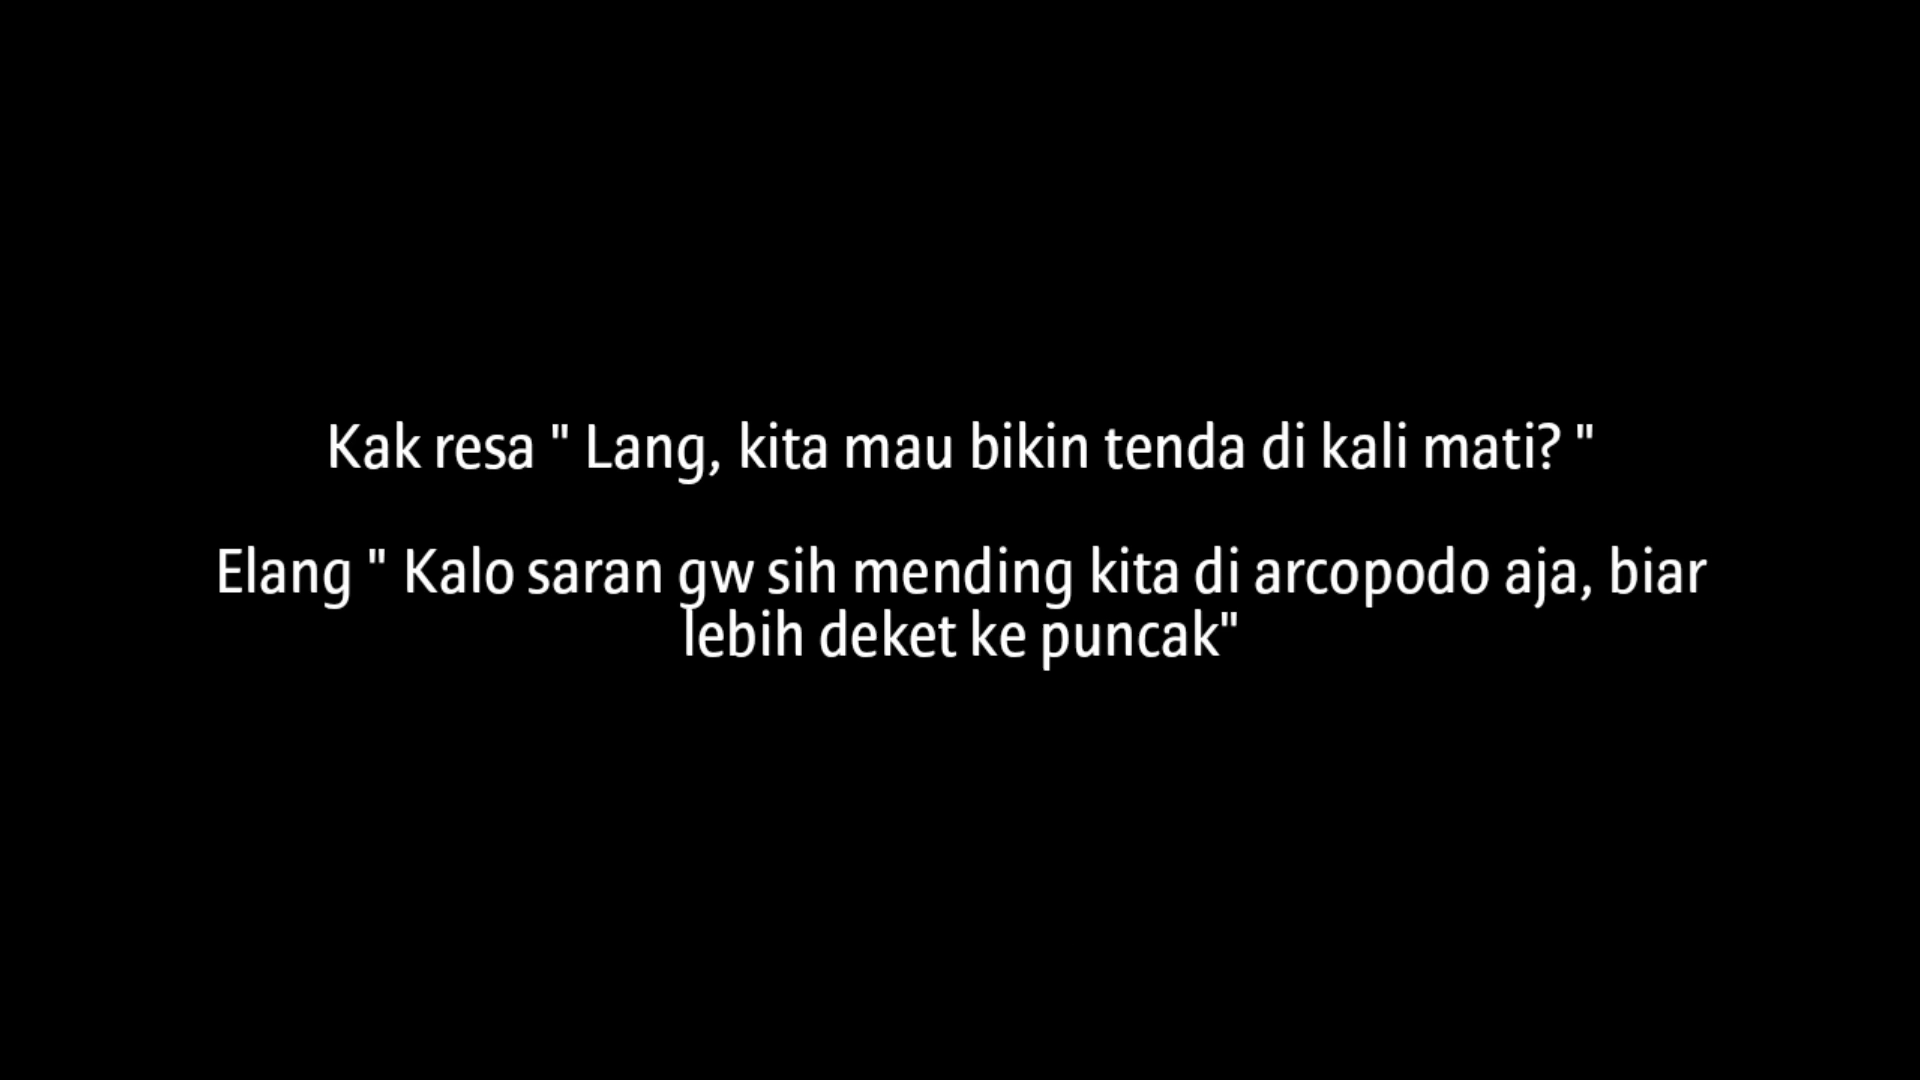 Kak resa " Lang, kita mau bikin tenda di kali mati? "
Elang " Kalo saran gw sih mending kita di arcopodo aja, biar
lebih deket ke puncak"